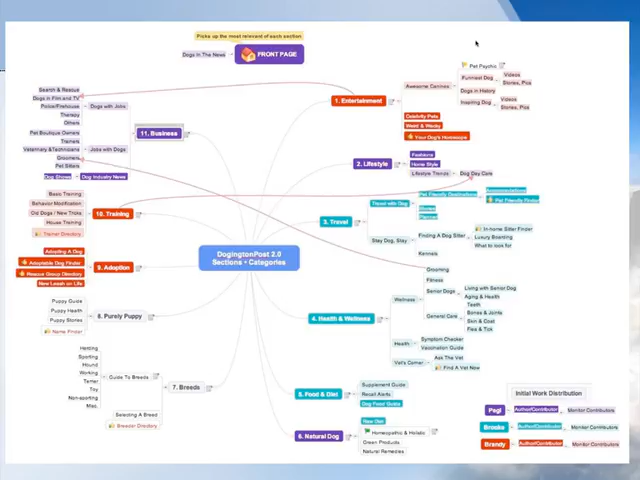 Picks up the most relevant of each section
Dogs In The News
FRONT PAGE
1. Entertainment
Awesome Canines
Pet Psychic
Funniest Dog
Videos
Stories, Pics
Dogs in History
Inspiring Dog
Videos
Stories, Pics
Celebrity Pets
Weird & Wacky
Your Dog's Horoscope
2. Lifestyle
Fashions
Home Style
Lifestyle Trends
Dog Day Care
3. Travel
Travel with Dog
Pet Friendly Destinations
Accommodations
Pet Friendly Finder
Stay Dog, Stay
Finding A Dog Sitter
In-home Sitter Finder
Luxury Boarding
What to look for
Kennels
4. Health & Wellness
Wellness
Grooming
Fitness
Senior Dogs
Living with Senior Dog
Aging & Health
General Care
Teeth
Bones & Joints
Skin & Coat
Flea & Tick
Health
Symptom Checker
Vaccination Guide
Vet's Corner
Ask The Vet
Find A Vet Now
5. Food & Diet
Supplement Guide
Recall Alerts
Dog Food Guide
6. Natural Dog
Raw Diet
Homeopathic & Holistic
Green Products
Natural Remedies
DogingtonPost 2.0
Sections + Categories
11. Business
Dogs with Jobs
Search & Rescue
Dogs in Film and TV
Police/Firehouse
Therapy
Others
Jobs with Dogs
Pet Boutique Owners
Trainers
Veterinary&Technicians
Groomers
Pet Sitters
Dog Industry News
Dog Shows
10. Training
Basic Training
Behavior Modification
Old Dogs / New Tricks
House Training
Trainer Directory
9. Adoption
Adopting A Dog
Adoptable Dog Finder
Rescue Group Directory
New Leash on Life
8. Purely Puppy
Puppy Guide
Puppy Health
Puppy Stories
Name Finder
7. Breeds
Guide To Breeds
Herding
Sporting
Hound
Working
Terrier
Toy
Non-sporting
Misc.
Selecting A Breed
Breeder Directory
Initial Work Distribution
Pegi
Author/Contributor
Monitor Contributors
Brooke
Author/Contributor
Monitor Contributors
Brandy
Author/Contributor
Monitor Contributors